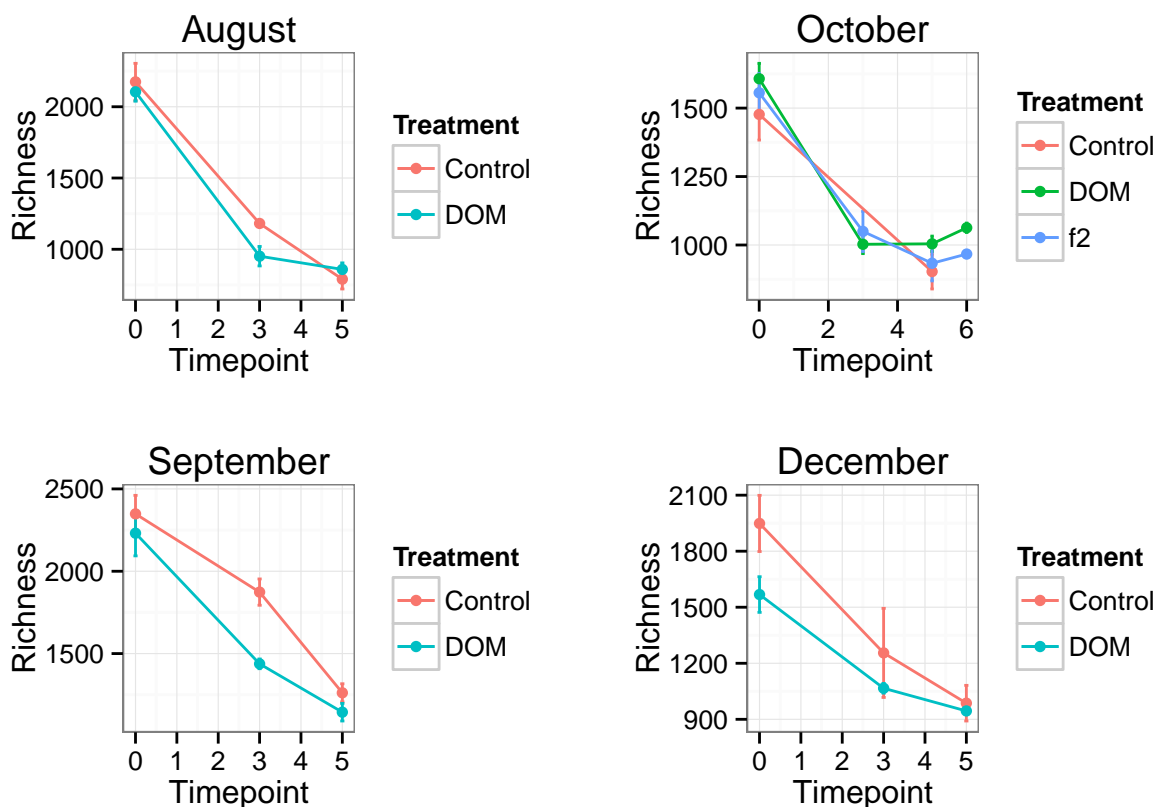 August
Richness
2000
1500
1000
0 1 2 3 4 5
Timepoint
Treatment
Control
DOM
October
Richness
1500
1250
1000
0 2 4 6
Timepoint
Treatment
Control
DOM
f2
September
Richness
2500
2000
1500
0 1 2 3 4 5
Timepoint
Treatment
Control
DOM
December
Richness
2100
1800
1500
1200
900
0 1 2 3 4 5
Timepoint
Treatment
Control
DOM